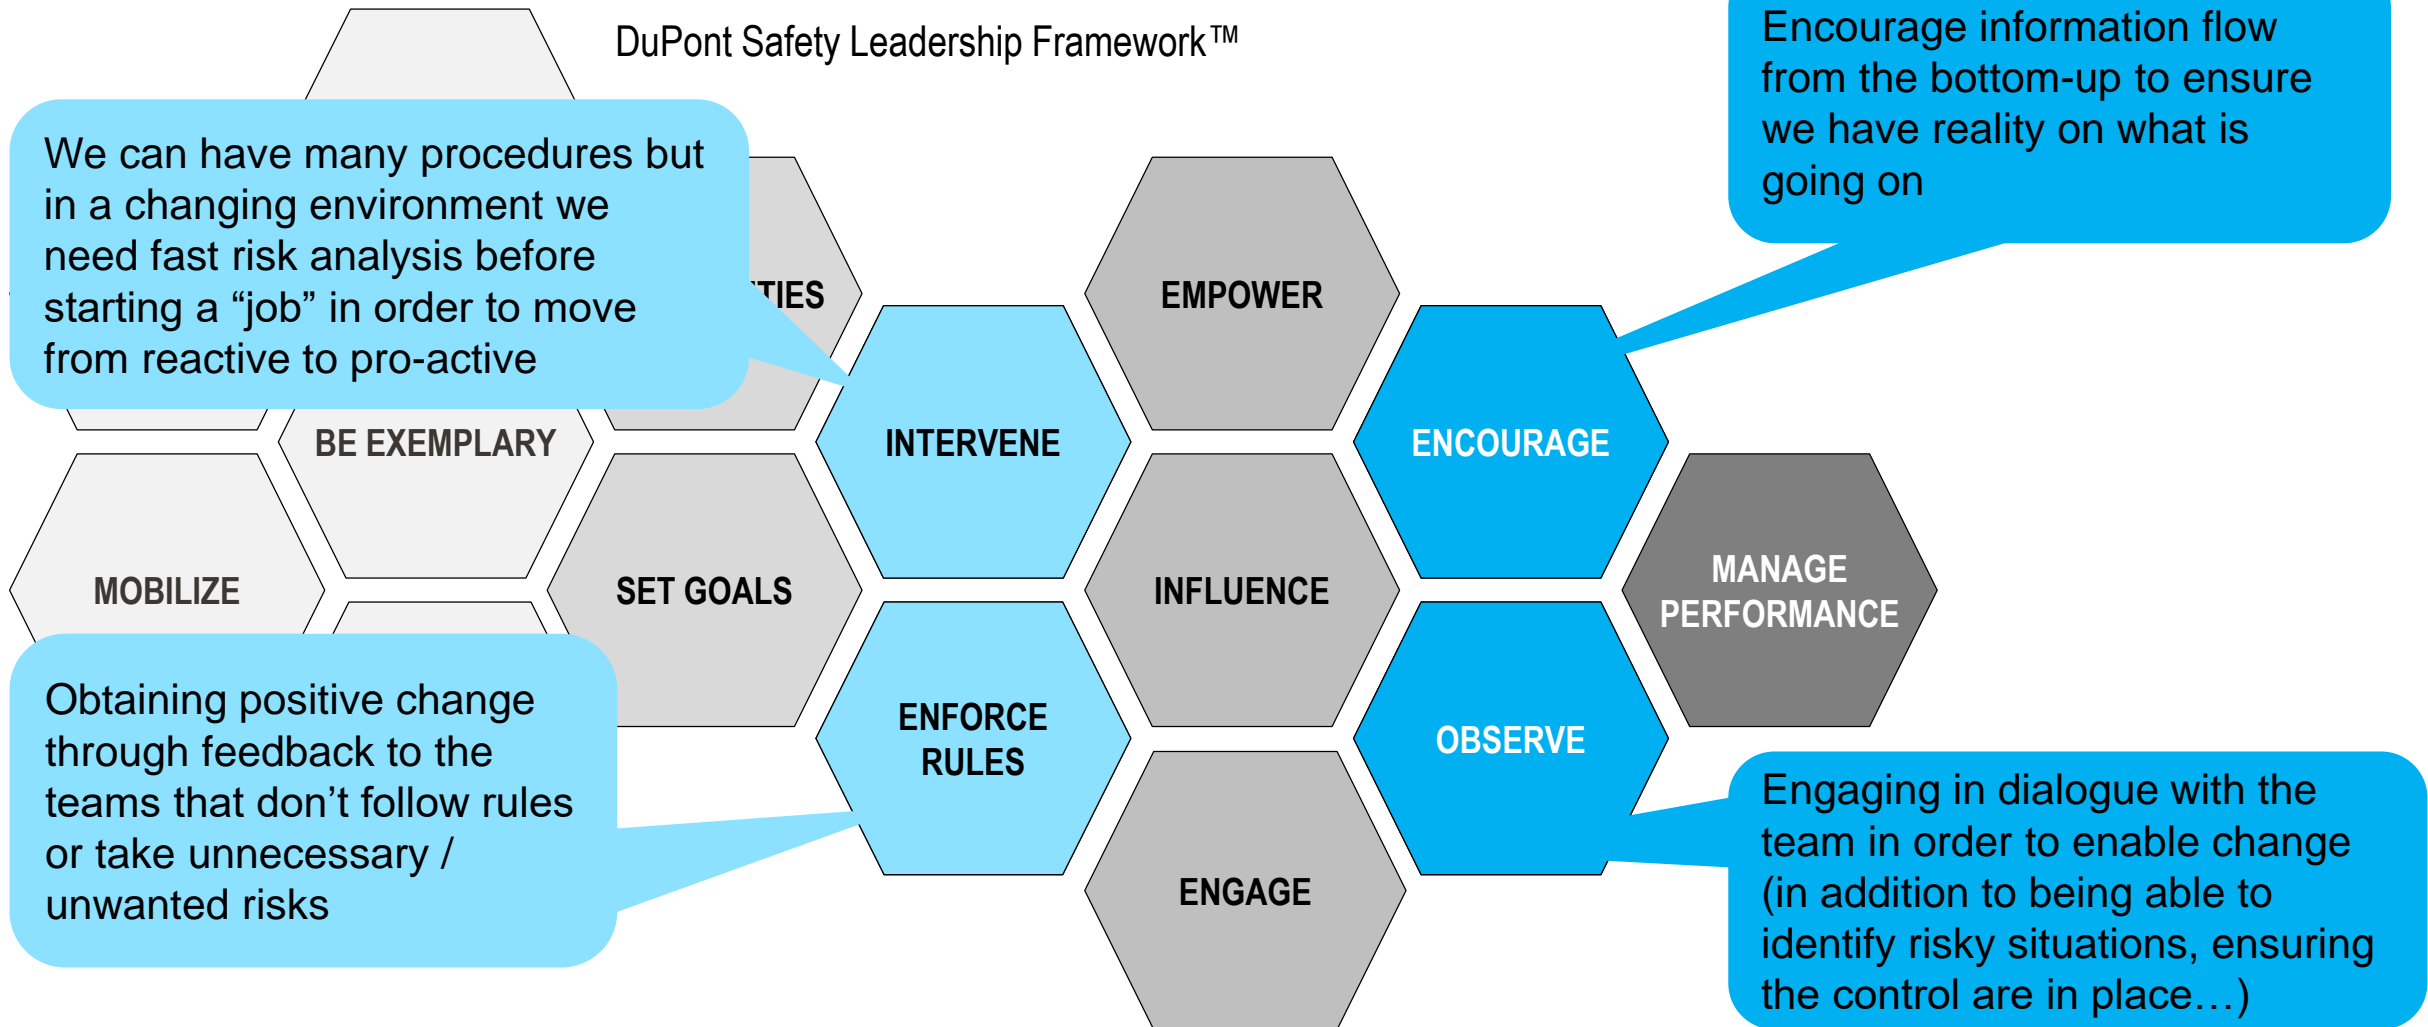 DuPont Safety Leadership Framework™
Encourage information flow
from the bottom-up to ensure
we have reality on what is
going on
We can have many procedures but
in a changing environment we
need fast risk analysis before
starting a “job” in order to move
from reactive to pro-active
EMPOWER
BE EXEMPLARY
INTERVENE
ENCOURAGE
MOBILIZE
SET GOALS
INFLUENCE
MANAGE
PERFORMANCE
Obtaining positive change
through feedback to the
teams that don’t follow rules
or take unnecessary /
unwanted risks
ENFORCE
RULES
OBSERVE
ENGAGE
Engaging in dialogue with the
team in order to enable change
(in addition to being able to
identify risky situations, ensuring
the control are in place…)